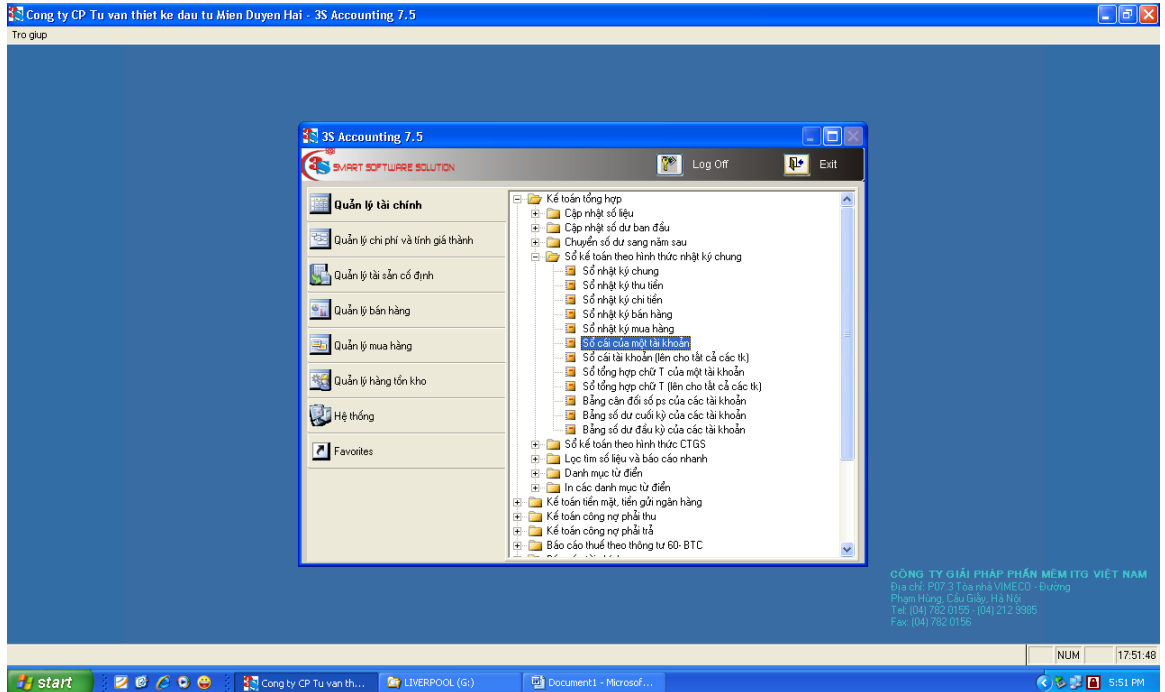 Cong ty CP Tu van thiet ke dau tu Mien Duyen Hai - 3S Accounting 7.5
Tro giup
3S Accounting 7.5
3S SMART SOFTWARE SOLUTION
Log Off
Exit
Quản lý tài chính
Quản lý chi phí và tính giá thành
Quản lý tài sản cố định
Quản lý bán hàng
Quản lý mua hàng
Quản lý hàng tồn kho
Hệ thống
Favorites
Kế toán tổng hợp
Cập nhật số liệu
Cập nhật số dư ban đầu
Chuyển số dư sang năm sau
Sổ kế toán theo hình thức nhật ký chung
Sổ nhật ký chung
Sổ nhật ký thu tiền
Sổ nhật ký chi tiền
Sổ nhật ký bán hàng
Sổ nhật ký mua hàng
Sổ cái của một tài khoản
Sổ cái tài khoản (lên cho tất cả các tk)
Sổ tổng hợp chữ T của một tài khoản
Sổ tổng hợp chữ T (lên cho tất cả các tk)
Bảng cân đối số ps của các tài khoản
Bảng số dư cuối kỳ của các tài khoản
Bảng số dư đầu kỳ của các tài khoản
Sổ kế toán theo hình thức CTGS
Lọc tìm số liệu và báo cáo nhanh
Danh mục từ điển
In các danh mục từ điển
Kế toán tiền mặt, tiền gửi ngân hàng
Kế toán công nợ phải thu
Kế toán công nợ phải trả
Báo cáo thuế theo thông tư 60- BTC
CÔNG TY GIẢI PHÁP PHẦN MỀM ITG VIỆT NAM
Địa chỉ: P07.3 Tòa nhà VIMECO - Đường
Phạm Hùng, Cầu Giấy, Hà Nội
Tel: (04) 782 0155 - (04) 212 9985
Fax: (04) 782 0156
NUM
17:51:48
start
Cong ty CP Tu van th...
LIVERPOOL (G:)
Document1 - Microsof...
5:51 PM